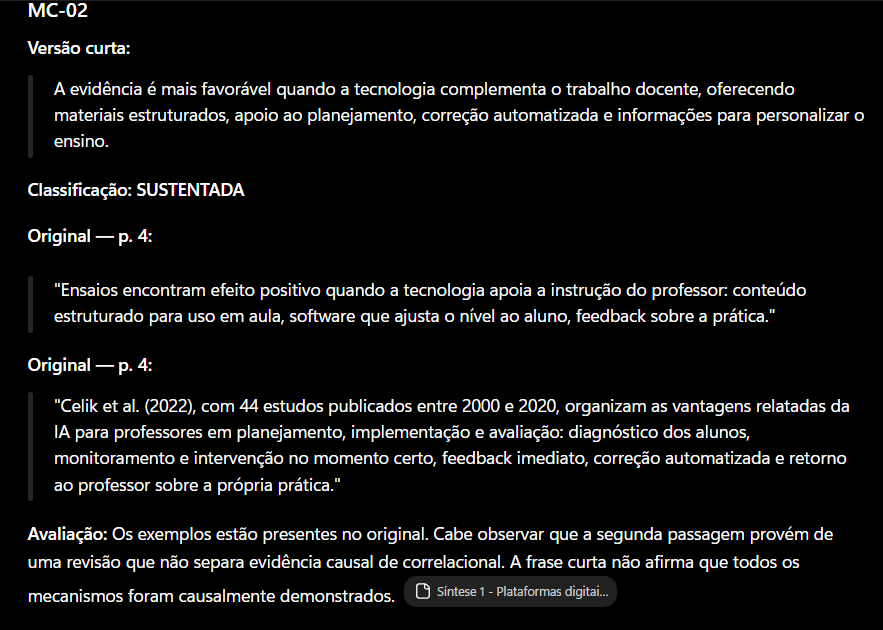 MC-02
Versão curta:
A evidência é mais favorável quando a tecnologia complementa o trabalho docente, oferecendo
materiais estruturados, apoio ao planejamento, correção automatizada e informações para personalizar o
ensino.
Classificação: SUSTENTADA
Original — p. 4:
"Ensaios encontram efeito positivo quando a tecnologia apoia a instrução do professor: conteúdo
estruturado para uso em aula, software que ajusta o nível ao aluno, feedback sobre a prática."
Original — p. 4:
"Celik et al. (2022), com 44 estudos publicados entre 2000 e 2020, organizam as vantagens relatadas da
IA para professores em planejamento, implementação e avaliação: diagnóstico dos alunos,
monitoramento e intervenção no momento certo, feedback imediato, correção automatizada e retorno
ao professor sobre a própria prática."
Avaliação: Os exemplos estão presentes no original. Cabe observar que a segunda passagem provém de
uma revisão que não separa evidência causal de correlacional. A frase curta não afirma que todos os
mecanismos foram causalmente demonstrados. Síntese 1 - Plataformas digitai...